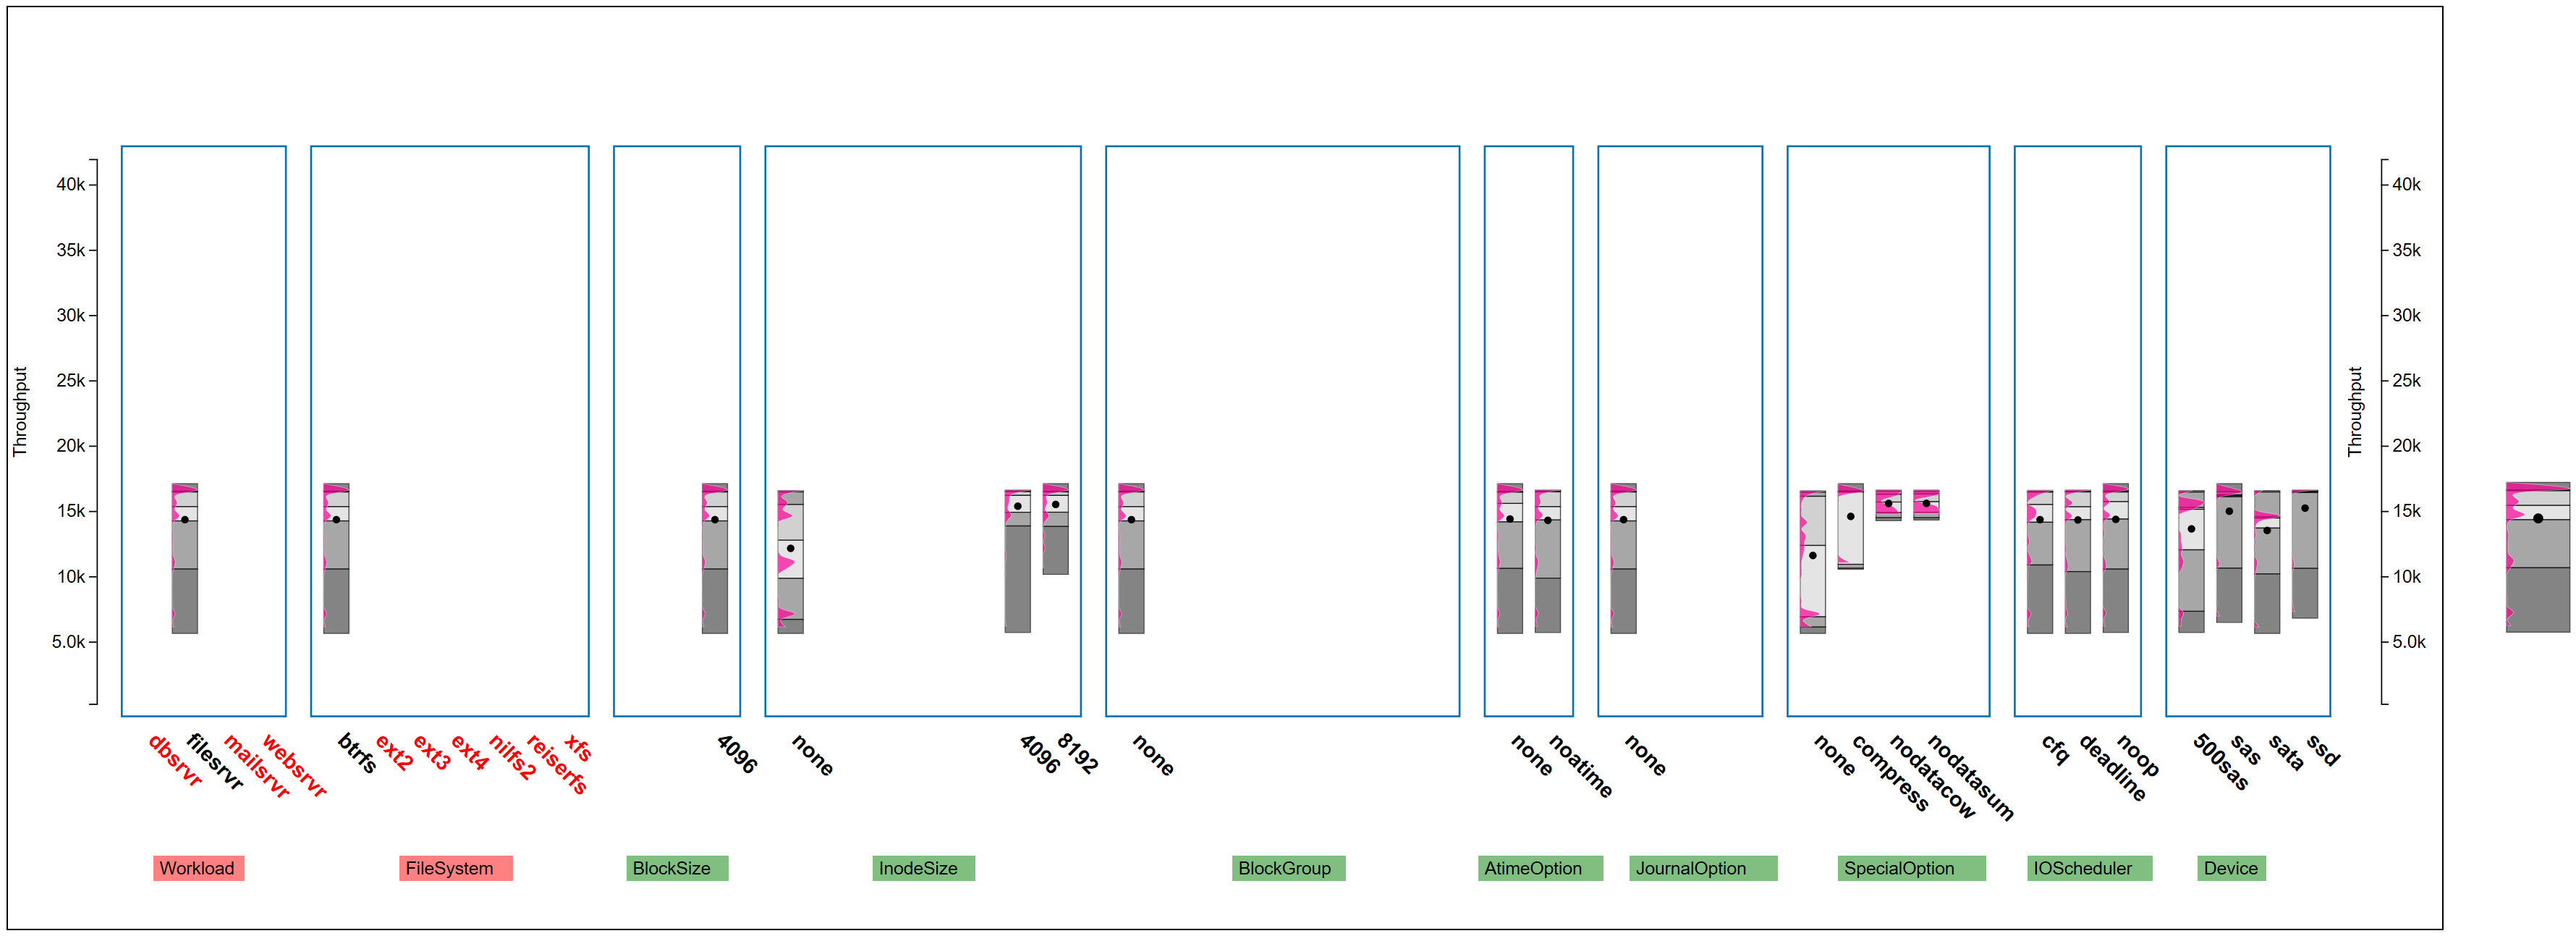 40k
35k
30k
25k
20k
15k
10k
5.0k
Throughput
dbsrvr
filesrvr
mailsrvr
websrvr
btrfs
ext2
ext3
ext4
nilfs2
reiserfs
xfs
4096
none
4096
8192
none
none
noatime
none
none
compress
nodatacow
nodatasum
cfq
deadline
noop
500sas
sas
sata
ssd
Throughput
40k
35k
30k
25k
20k
15k
10k
5.0k
Workload
FileSystem
BlockSize
InodeSize
BlockGroup
AtimeOption
JournalOption
SpecialOption
IOScheduler
Device